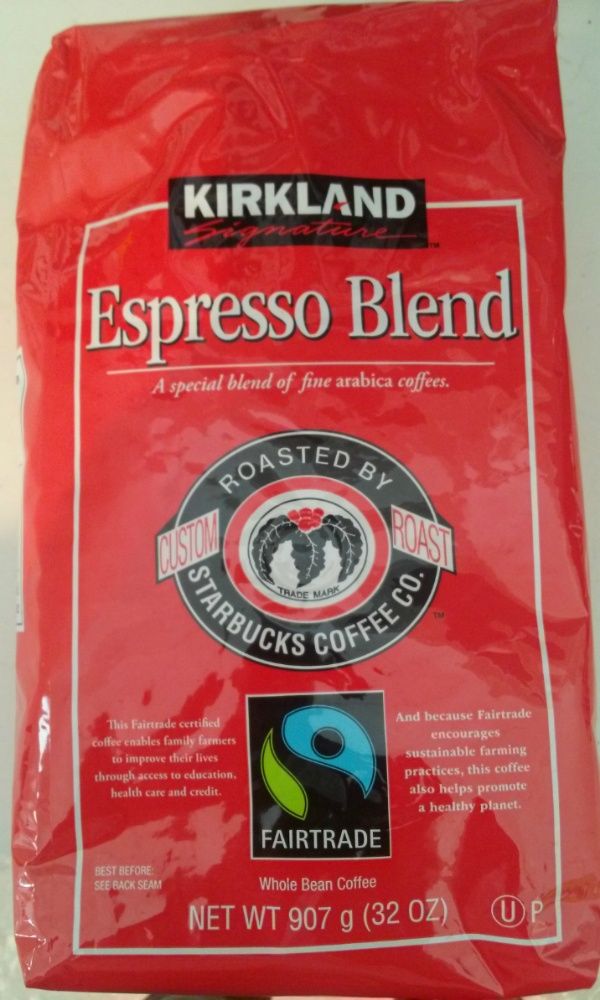 KIRKLAND
Signature™
Espresso Blend
A special blend of fine arabica coffees.
ROASTED BY
CUSTOM
ROAST
TRADE MARK
STARBUCKS COFFEE CO.
TM
This Fairtrade certified
coffee enables family farmers
to improve their lives
through access to education,
health care and credit.
And because Fairtrade
encourages
sustainable farming
practices, this coffee
also helps promote
a healthy planet.
FAIRTRADE
BEST BEFORE:
SEE BACK SEAM
Whole Bean Coffee
NET WT 907 g (32 OZ)
U P